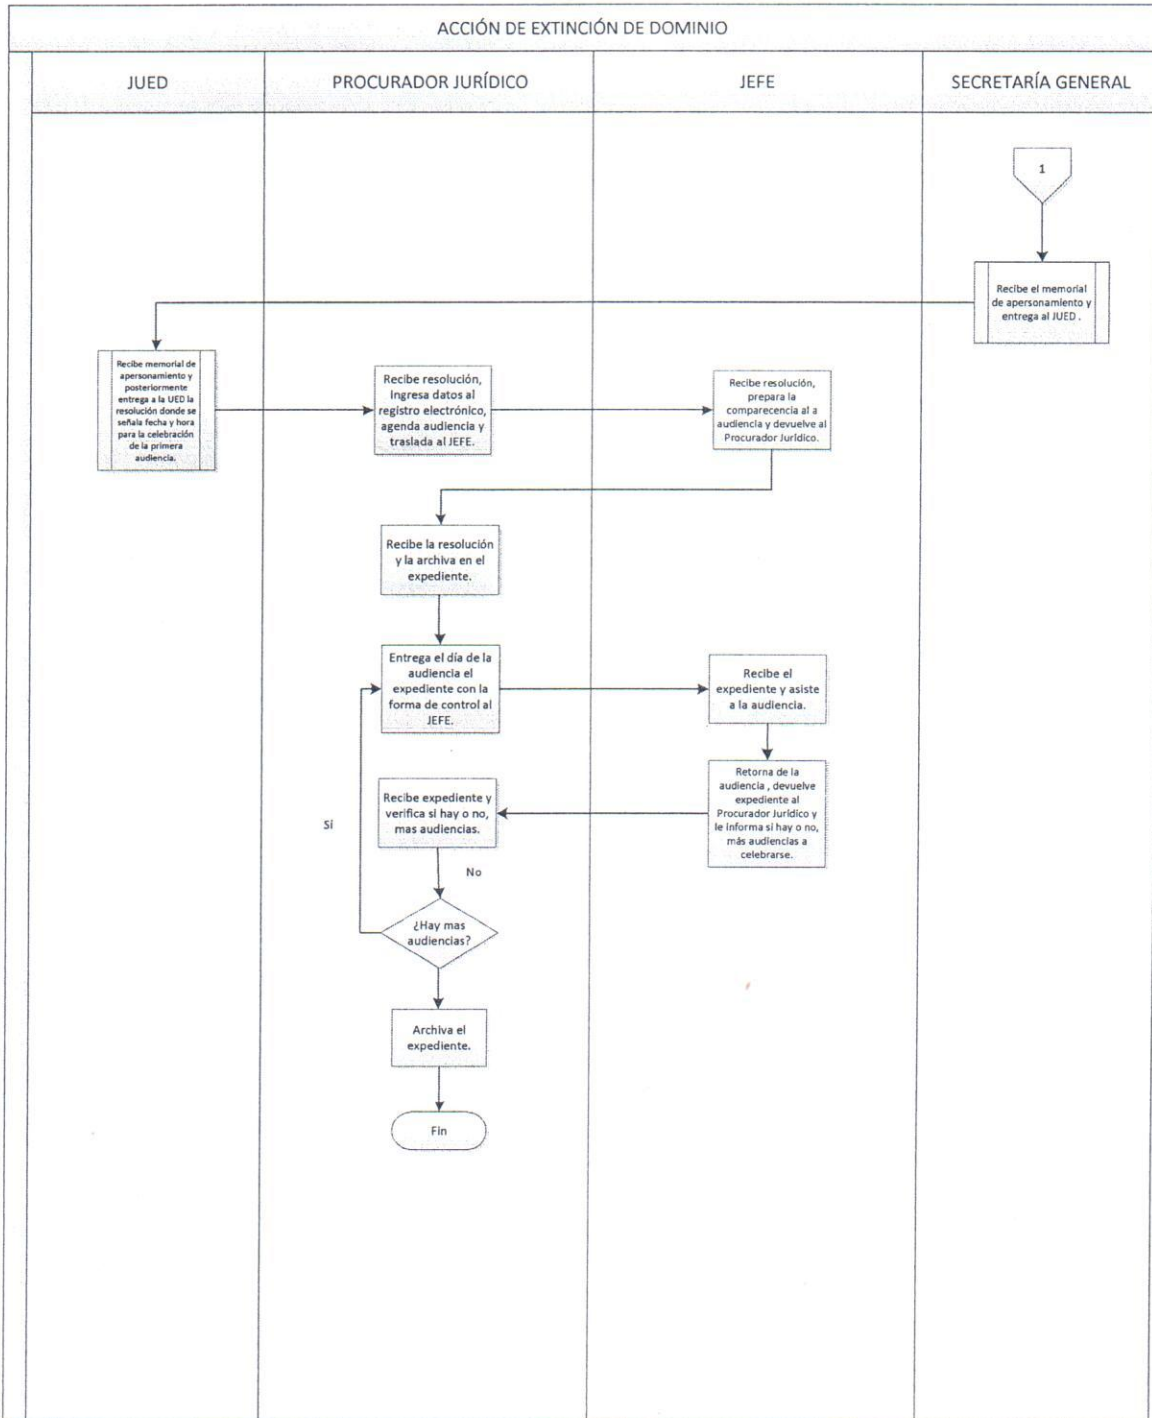 ACCIÓN DE EXTINCIÓN DE DOMINIO
JUED
PROCURADOR JURÍDICO
JEFE
SECRETARÍA GENERAL
1
Recibe el memorial
de apersonamiento y
entrega al JUED .
Recibe memorial de
apersonamiento y
posteriormente
entrega a la UED la
resolución donde se
señala fecha y hora
para la celebración
de la primera
audiencia.
Recibe resolución,
Ingresa datos al
registro electrónico,
agenda audiencia y
traslada al JEFE.
Recibe resolución,
prepara la
comparecencia al a
audiencia y devuelve al
Procurador Jurídico.
Recibe la resolución
y la archiva en el
expediente.
Entrega el día de la
audiencia el
expediente con la
forma de control al
JEFE.
Recibe el
expediente y asiste
a la audiencia.
Retorna de la
audiencia , devuelve
expediente al
Procurador Jurídico y
le informa si hay o no,
más audiencias a
celebrarse.
Recibe expediente y
verifica si hay o no,
mas audiencias.
Sí
No
¿Hay mas
audiencias?
Archiva el
expediente.
Fin